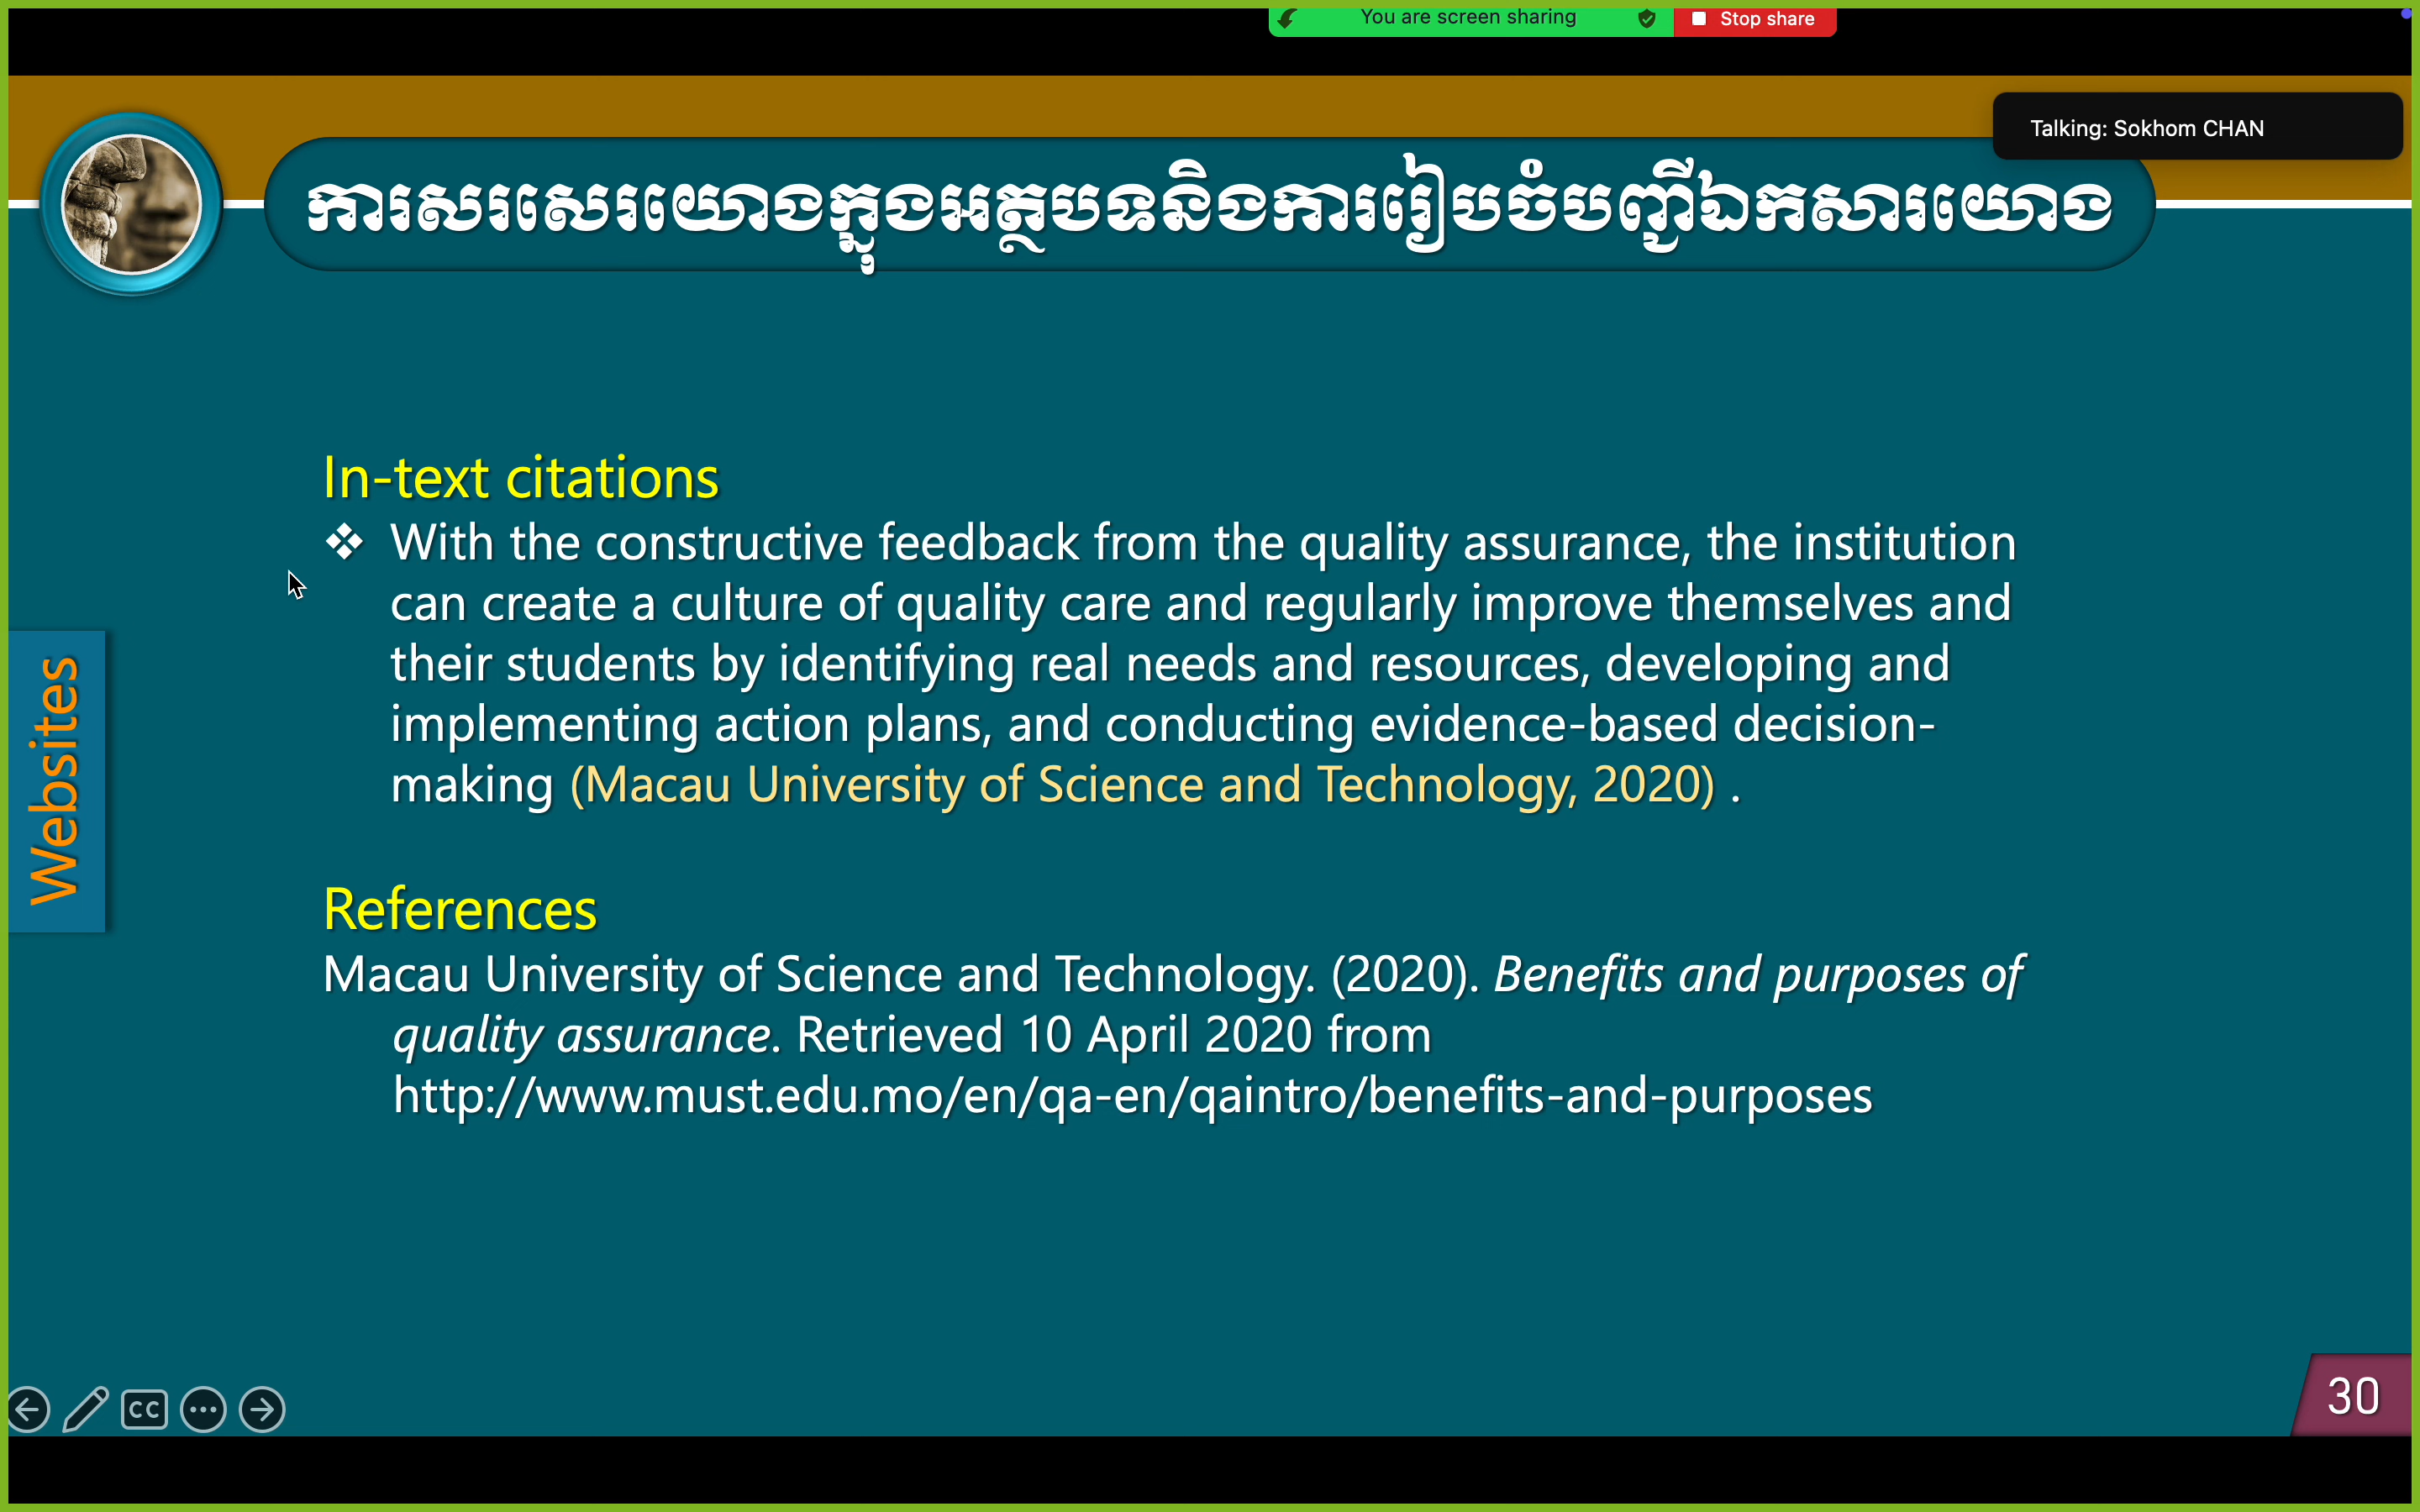 You are screen sharing
Stop share
Talking: Sokhom CHAN
ការសរសេរយោងក្នុងអត្ថបទនិងការរៀបចំបញ្ជីឯកសារយោង
In-text citations
❖ With the constructive feedback from the quality assurance, the institution
can create a culture of quality care and regularly improve themselves and
their students by identifying real needs and resources, developing and
implementing action plans, and conducting evidence-based decision-
making (Macau University of Science and Technology, 2020) .
Websites
References
Macau University of Science and Technology. (2020). Benefits and purposes of
quality assurance. Retrieved 10 April 2020 from
http://www.must.edu.mo/en/qa-en/qaintro/benefits-and-purposes
CC
30